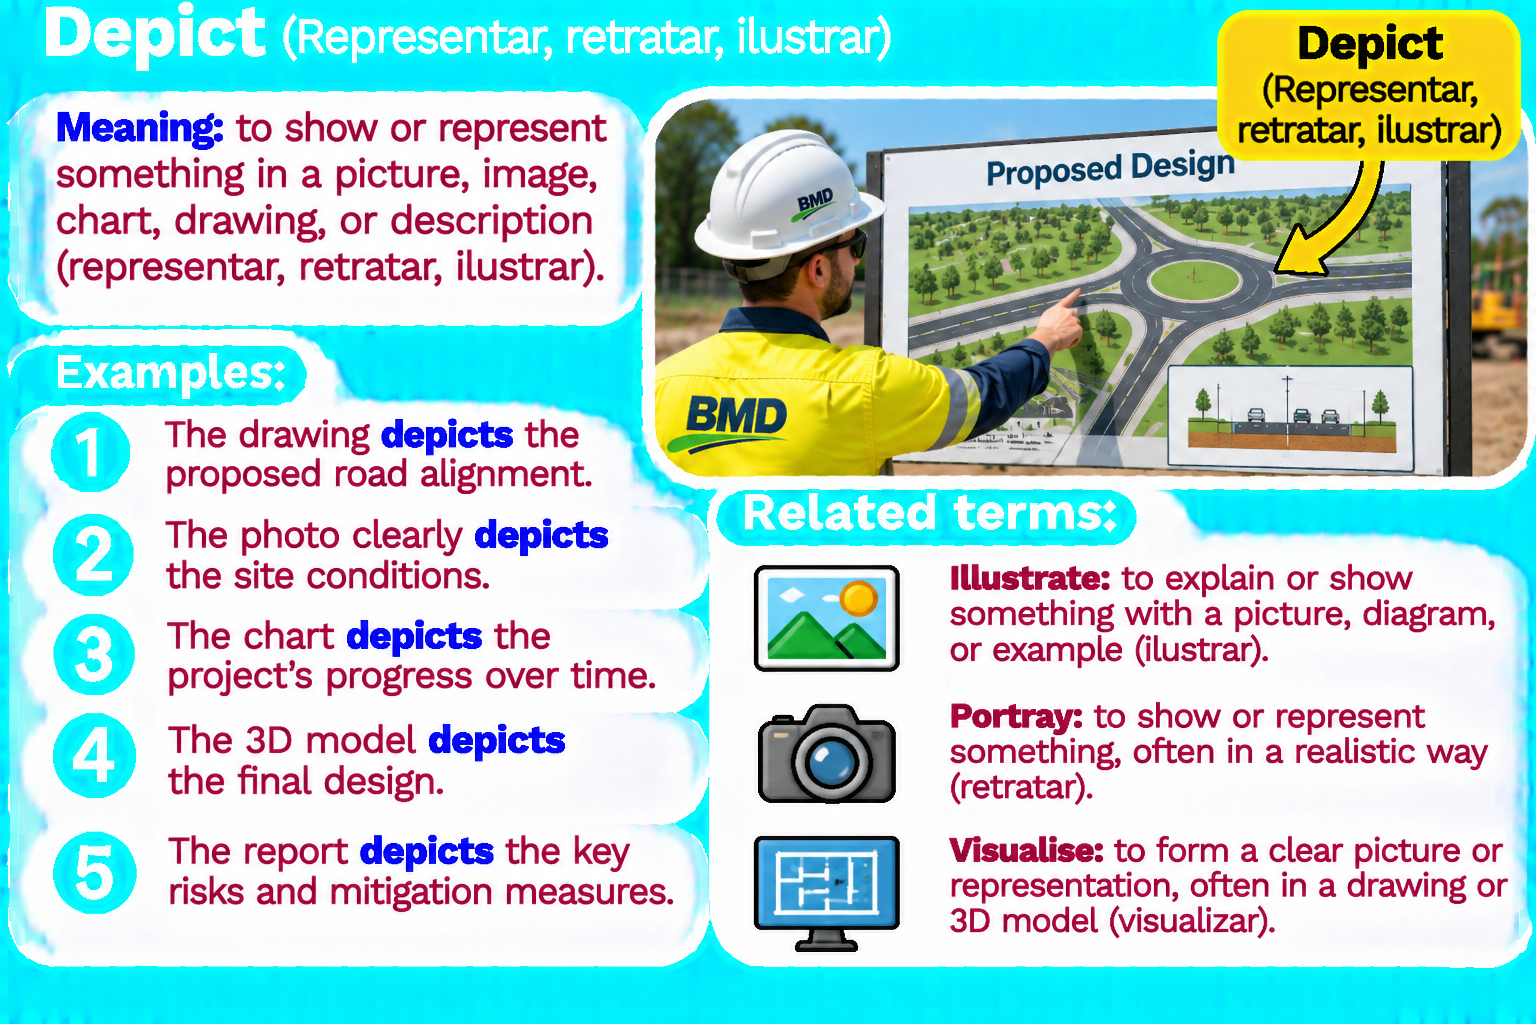 Depict (Representar, retratar, ilustrar)
Depict
(Representar,
retratar, ilustrar)
Meaning: to show or represent
something in a picture, image,
chart, drawing, or description
(representar, retratar, ilustrar).
Proposed Design
BMD
BMD
Examples:
1 The drawing depicts the
proposed road alignment.
2 The photo clearly depicts
the site conditions.
3 The chart depicts the
project’s progress over time.
4 The 3D model depicts
the final design.
5 The report depicts the key
risks and mitigation measures.
Related terms:
Illustrate: to explain or show
something with a picture, diagram,
or example (ilustrar).
Portray: to show or represent
something, often in a realistic way
(retratar).
Visualise: to form a clear picture or
representation, often in a drawing or
3D model (visualizar).